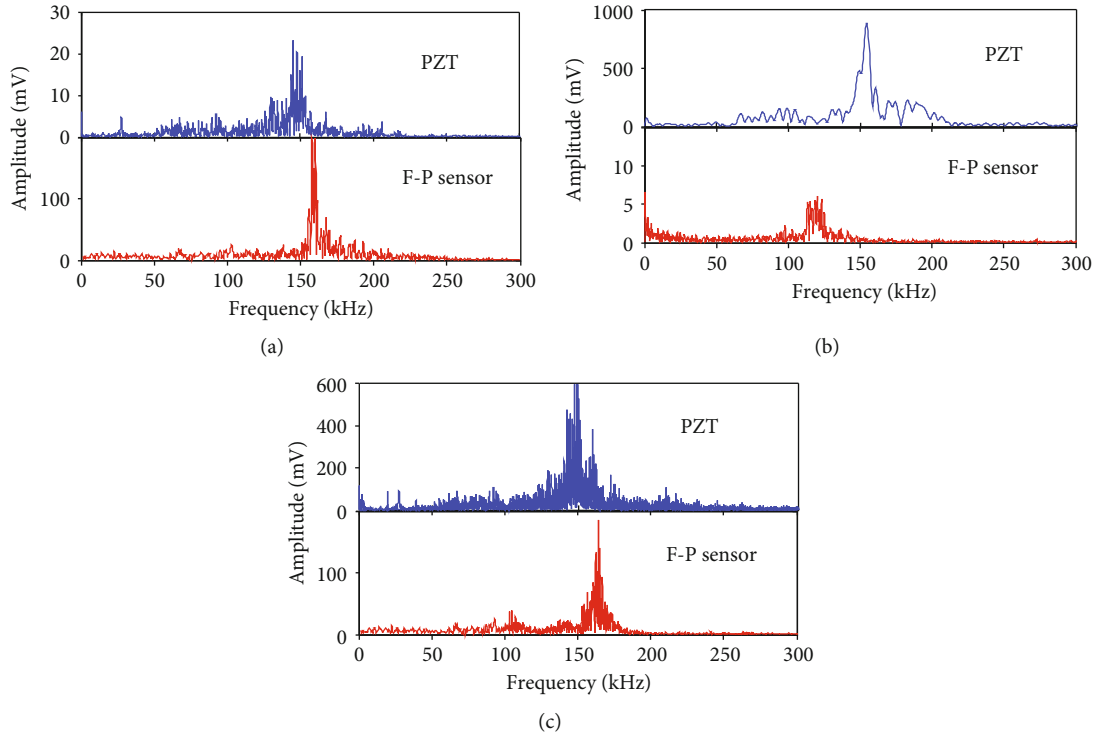 30
20
10
0
100
0
Amplitude (mV)
PZT
F-P sensor
0 50 100 150 200 250 300
Frequency (kHz)
(a)
1000
500
0
10
5
0
Amplitude (mV)
PZT
F-P sensor
0 50 100 150 200 250 300
Frequency (kHz)
(b)
600
400
200
0
100
0
Amplitude (mV)
PZT
F-P sensor
0 50 100 150 200 250 300
Frequency (kHz)
(c)